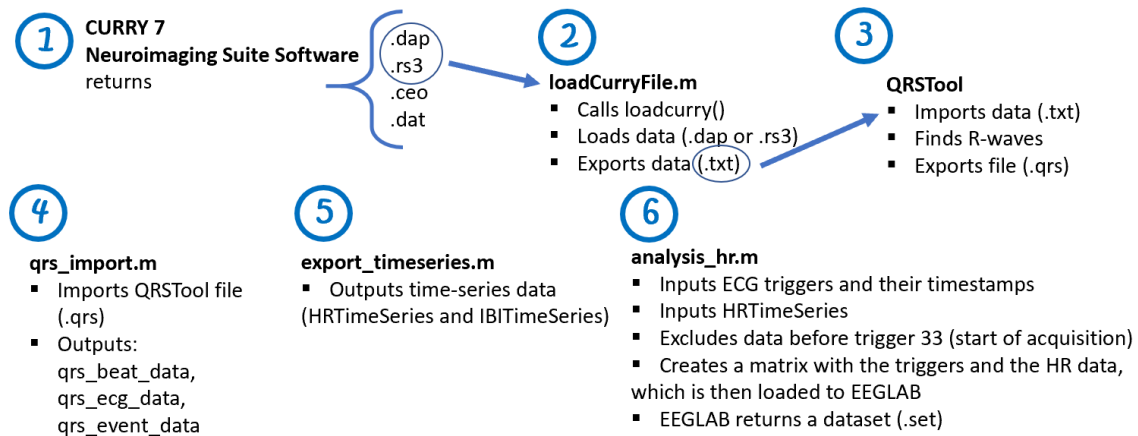 1
CURRY 7
Neuroimaging Suite Software
returns
.dap
.rs3
.ceo
.dat
2
loadCurryFile.m
▪ Calls loadcurry()
▪ Loads data (.dap or .rs3)
▪ Exports data (.txt)
3
QRSTool
▪ Imports data (.txt)
▪ Finds R-waves
▪ Exports file (.qrs)
4
qrs_import.m
▪ Imports QRSTool file
(.qrs)
▪ Outputs:
qrs_beat_data,
qrs_ecg_data,
qrs_event_data
5
export_timeseries.m
▪ Outputs time-series data
(HRTimeSeries and IBITimeSeries)
6
analysis_hr.m
▪ Inputs ECG triggers and their timestamps
▪ Inputs HRTimeSeries
▪ Excludes data before trigger 33 (start of acquisition)
▪ Creates a matrix with the triggers and the HR data,
which is then loaded to EEGLAB
▪ EEGLAB returns a dataset (.set)